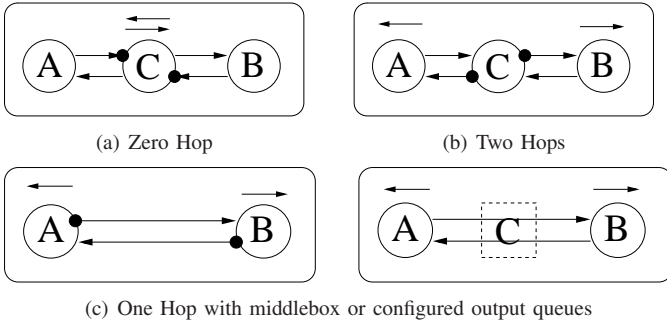 A C B
A C B
(a) Zero Hop
(b) Two Hops
A B
A C B
(c) One Hop with middlebox or configured output queues